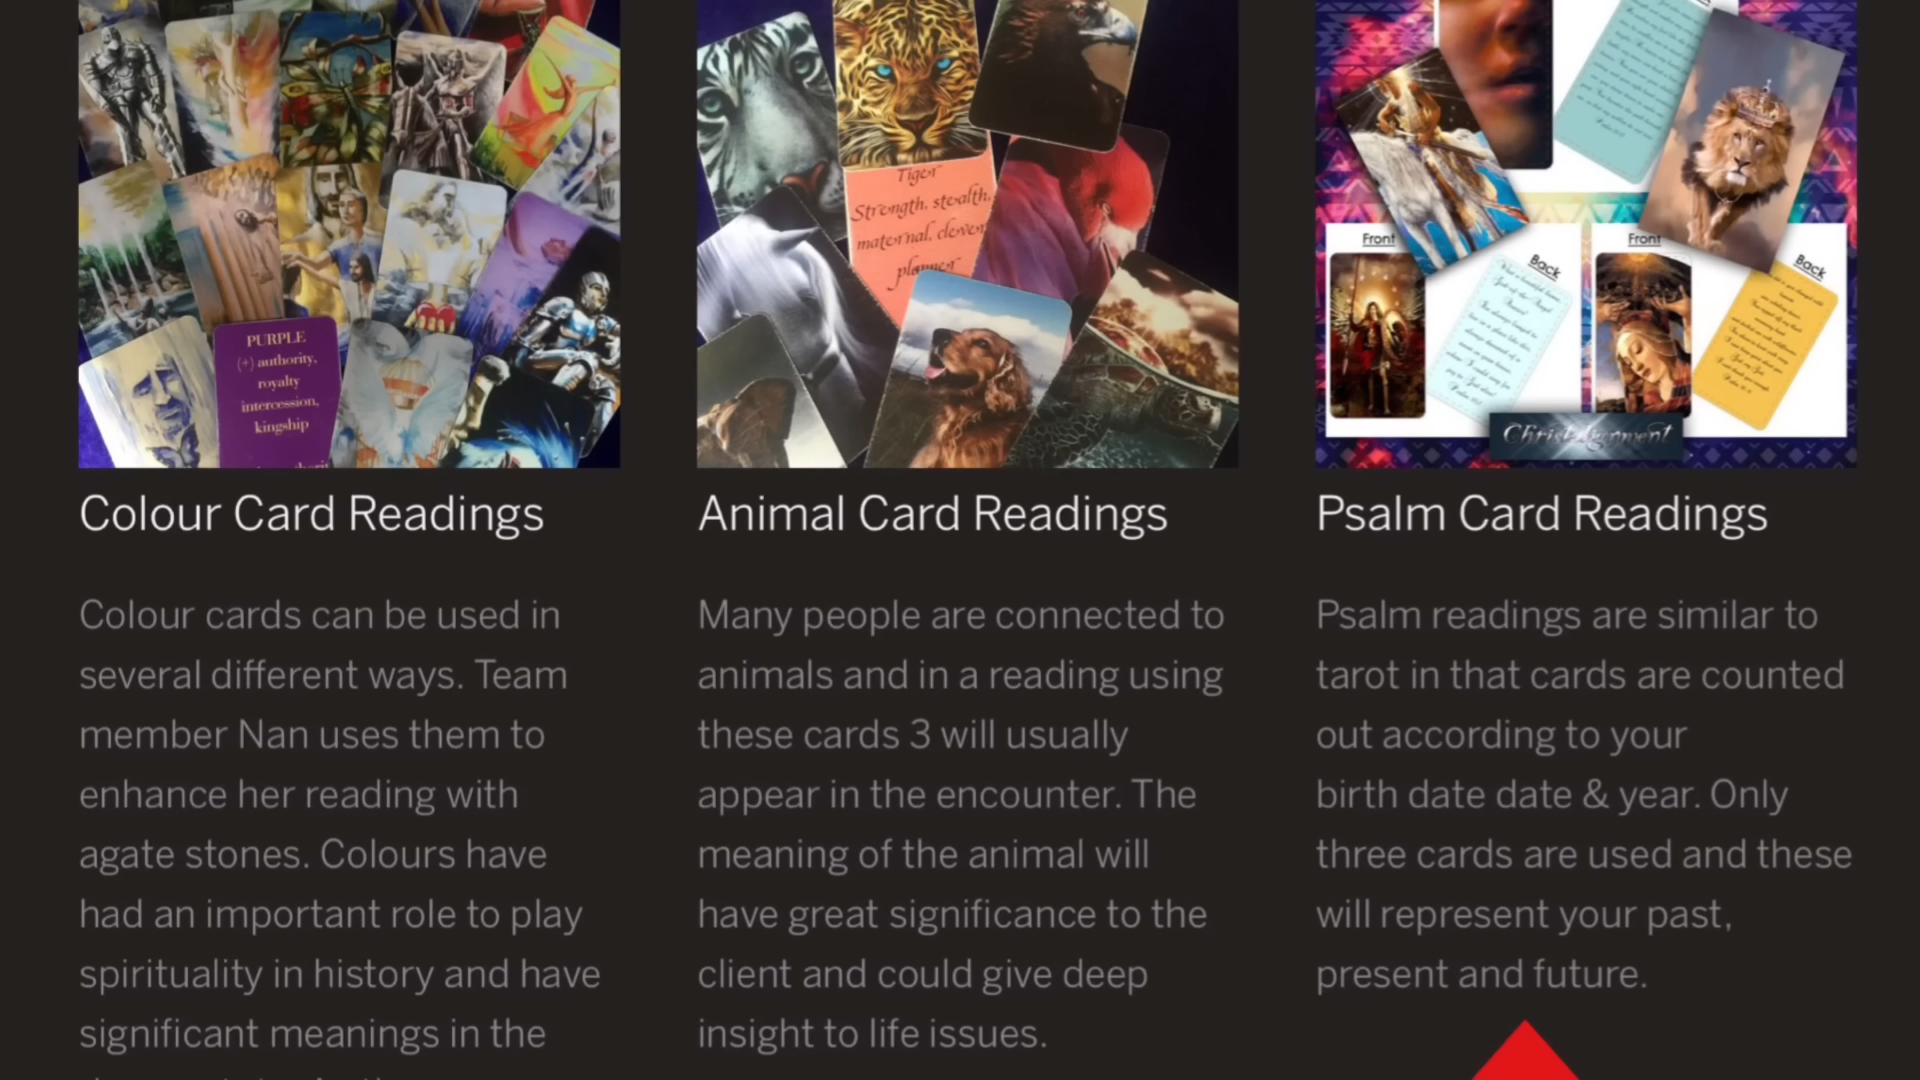 Tiger
Strength, stealth,
maternal, clever
planner
PURPLE
(+) authority,
royalty
intercession,
kingship
Front
Back
Front
Back
Colour Card Readings
Colour cards can be used in
several different ways. Team
member Nan uses them to
enhance her reading with
agate stones. Colours have
had an important role to play
spirituality in history and have
significant meanings in the
Animal Card Readings
Many people are connected to
animals and in a reading using
these cards 3 will usually
appear in the encounter. The
meaning of the animal will
have great significance to the
client and could give deep
insight to life issues.
Psalm Card Readings
Psalm readings are similar to
tarot in that cards are counted
out according to your
birth date date & year. Only
three cards are used and these
will represent your past,
present and future.